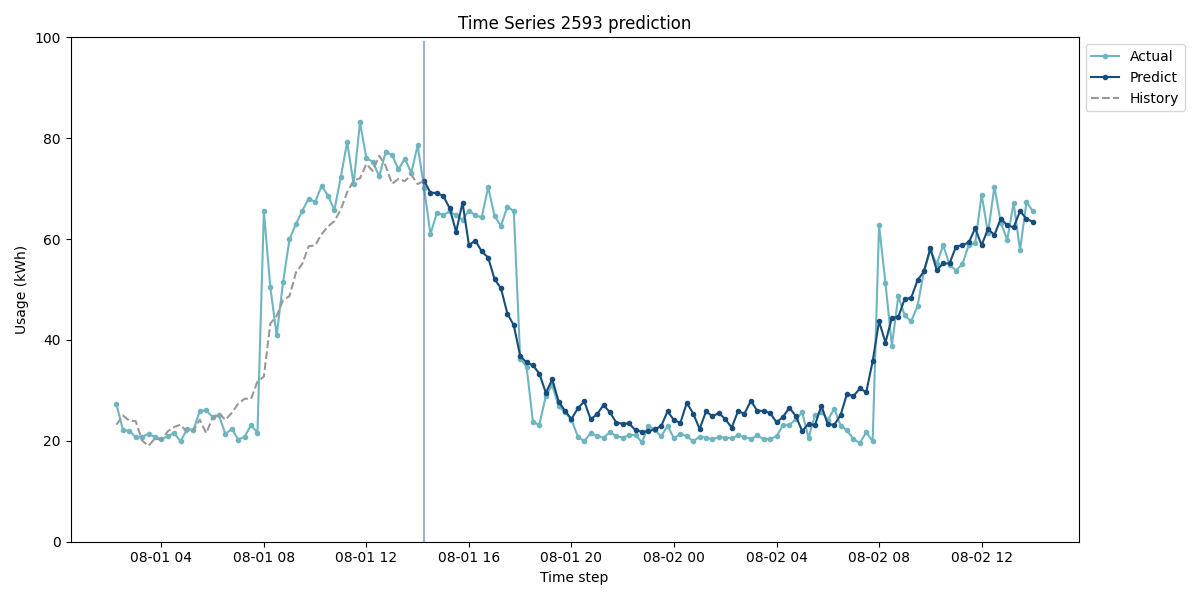 Time Series 2593 prediction
100
80
60
40
20
0
Usage (kWh)
08-01 04
08-01 08
08-01 12
08-01 16
08-01 20
08-02 00
08-02 04
08-02 08
08-02 12
Time step
Actual
Predict
History